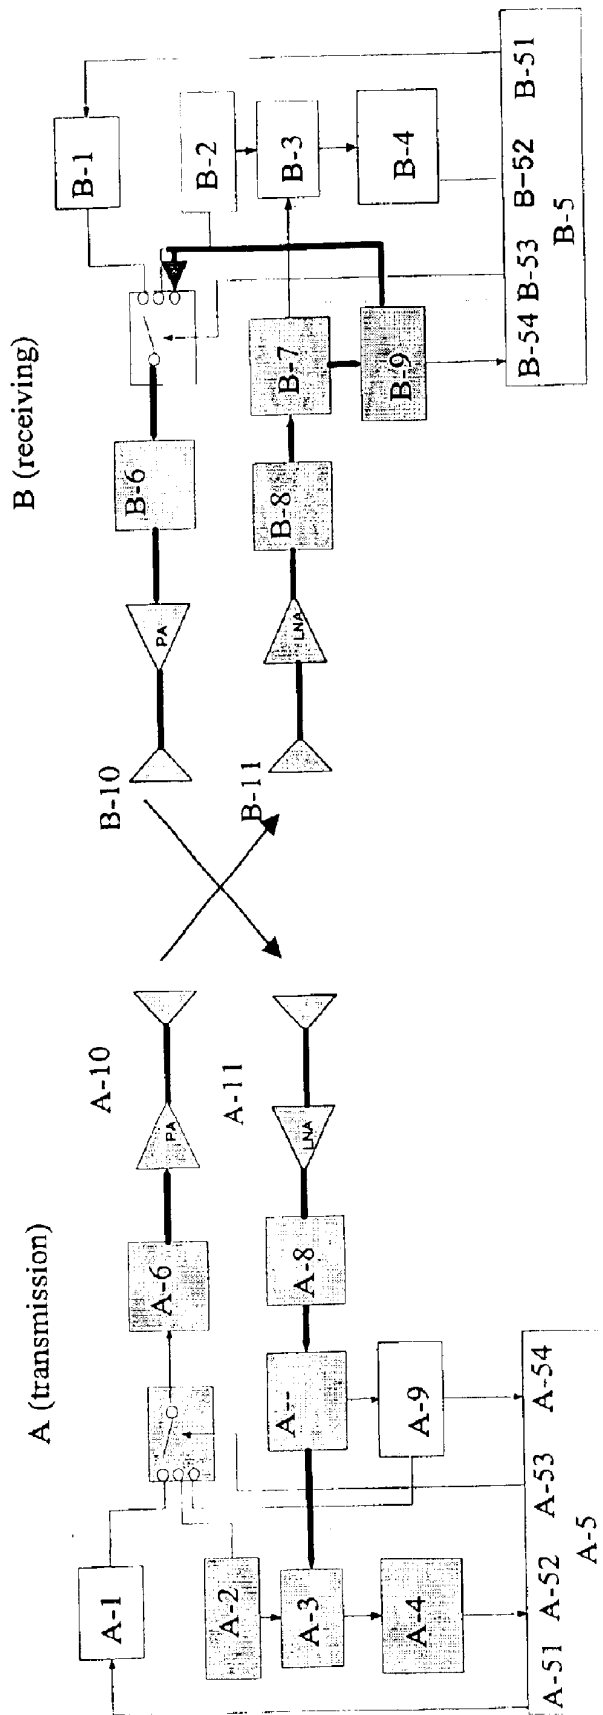 A (transmission)
A-1
A-2
A-3
A-4
A-51 A-52 A-53 A-54
A-5
A-6
A--
A-8
A-9
A-10
PA
A-11
LNA
B (receiving)
B-10
PA
B-11
LNA
B-6
B-8
B-7
B-9
B-1
B-2
B-3
B-4
B-54 B-53 B-52 B-51
B-5